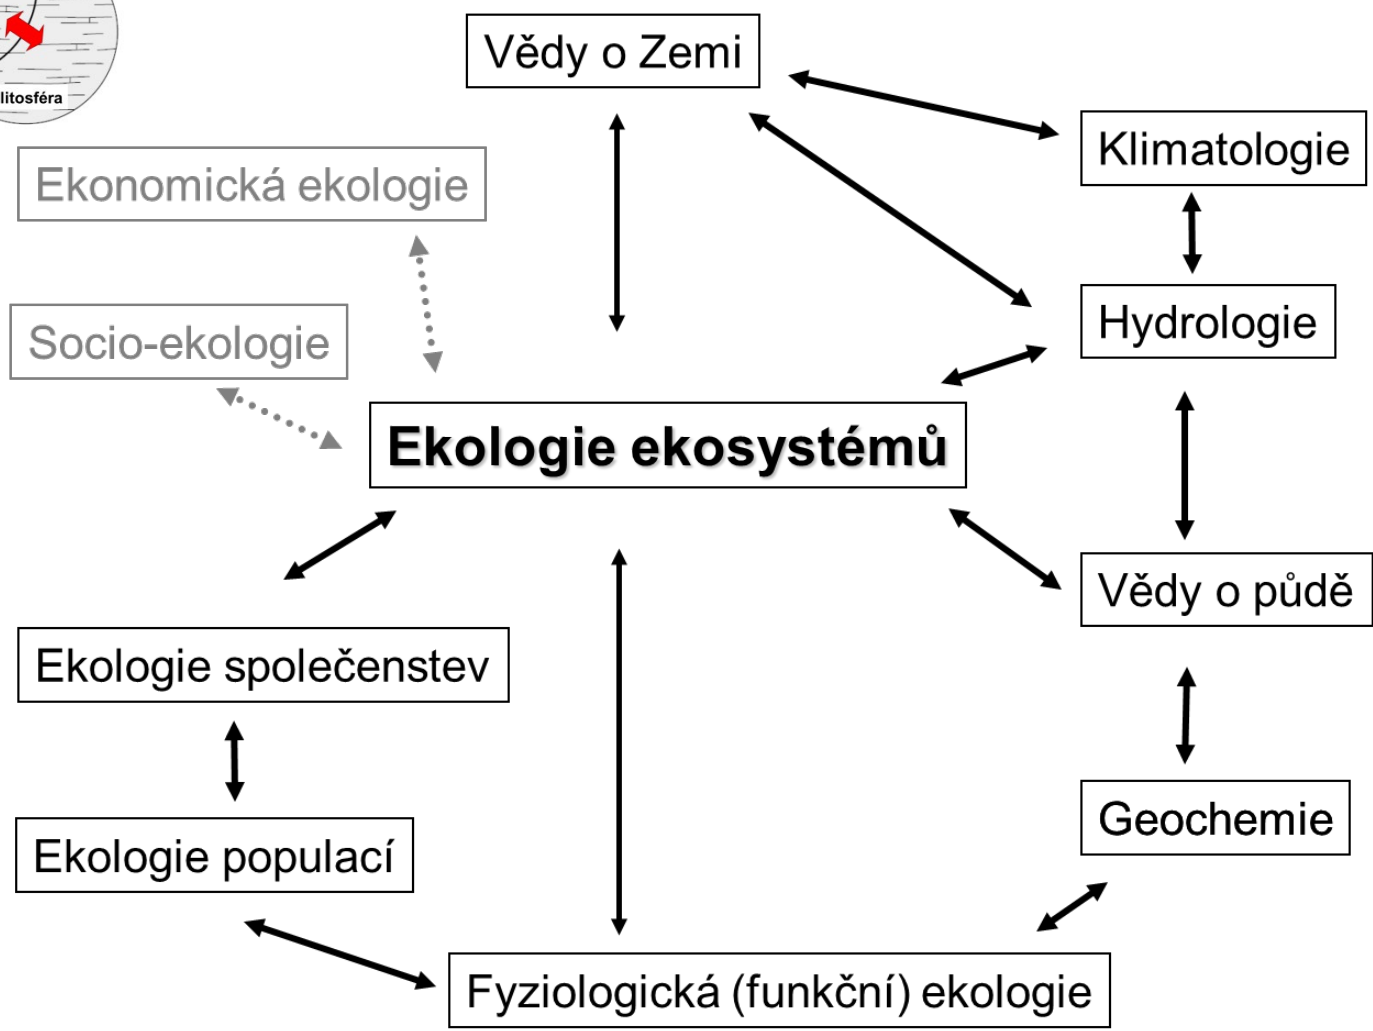 Vědy o Zemi
litosféra
Klimatologie
Ekonomická ekologie
Hydrologie
Socio-ekologie
Ekologie ekosystémů
Vědy o půdě
Ekologie společenstev
Geochemie
Ekologie populací
Fyziologická (funkční) ekologie